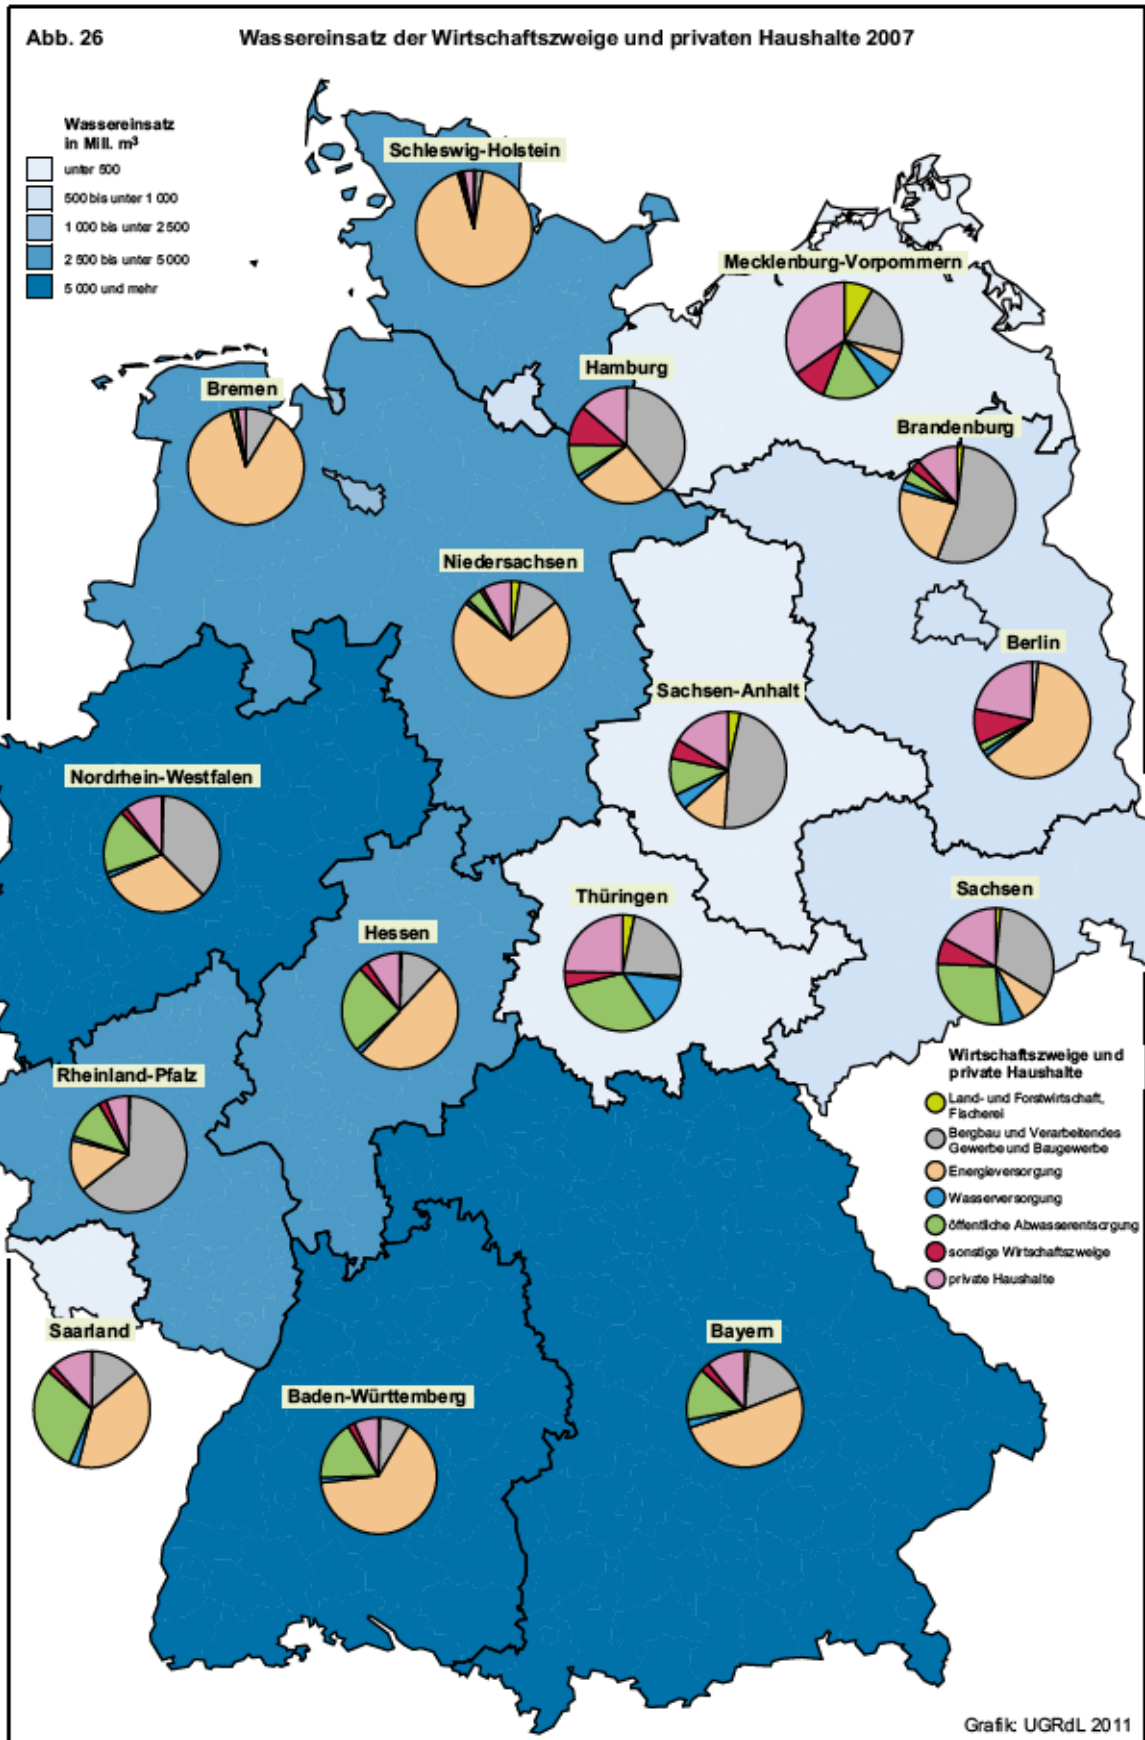 Abb. 26
Wassereinsatz der Wirtschaftszweige und privaten Haushalte 2007
Wassereinsatz
in Mill. m³
unter 500
500 bis unter 1 000
1 000 bis unter 2 500
2 500 bis unter 5 000
5 000 und mehr
Schleswig-Holstein
Mecklenburg-Vorpommern
Hamburg
Bremen
Brandenburg
Niedersachsen
Berlin
Sachsen-Anhalt
Nordrhein-Westfalen
Thüringen
Sachsen
Hessen
Rheinland-Pfalz
Wirtschaftszweige und
private Haushalte
Land- und Forstwirtschaft,
Fischerei
Bergbau und Verarbeitendes
Gewerbe und Baugewerbe
Energieversorgung
Wasserversorgung
öffentliche Abwasserentsorgung
sonstige Wirtschaftszweige
private Haushalte
Saarland
Bayern
Baden-Württemberg
Grafik: UGRdL 2011